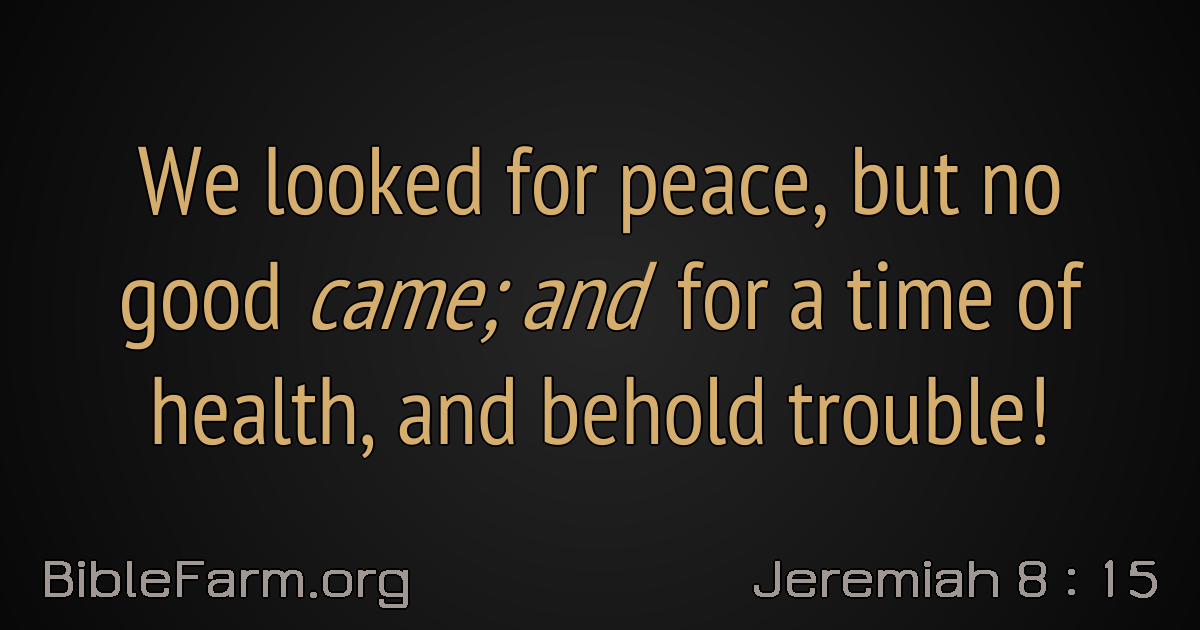 We looked for peace, but no
good came; and for a time of
health, and behold trouble!
BibleFarm.org
Jeremiah 8 : 15